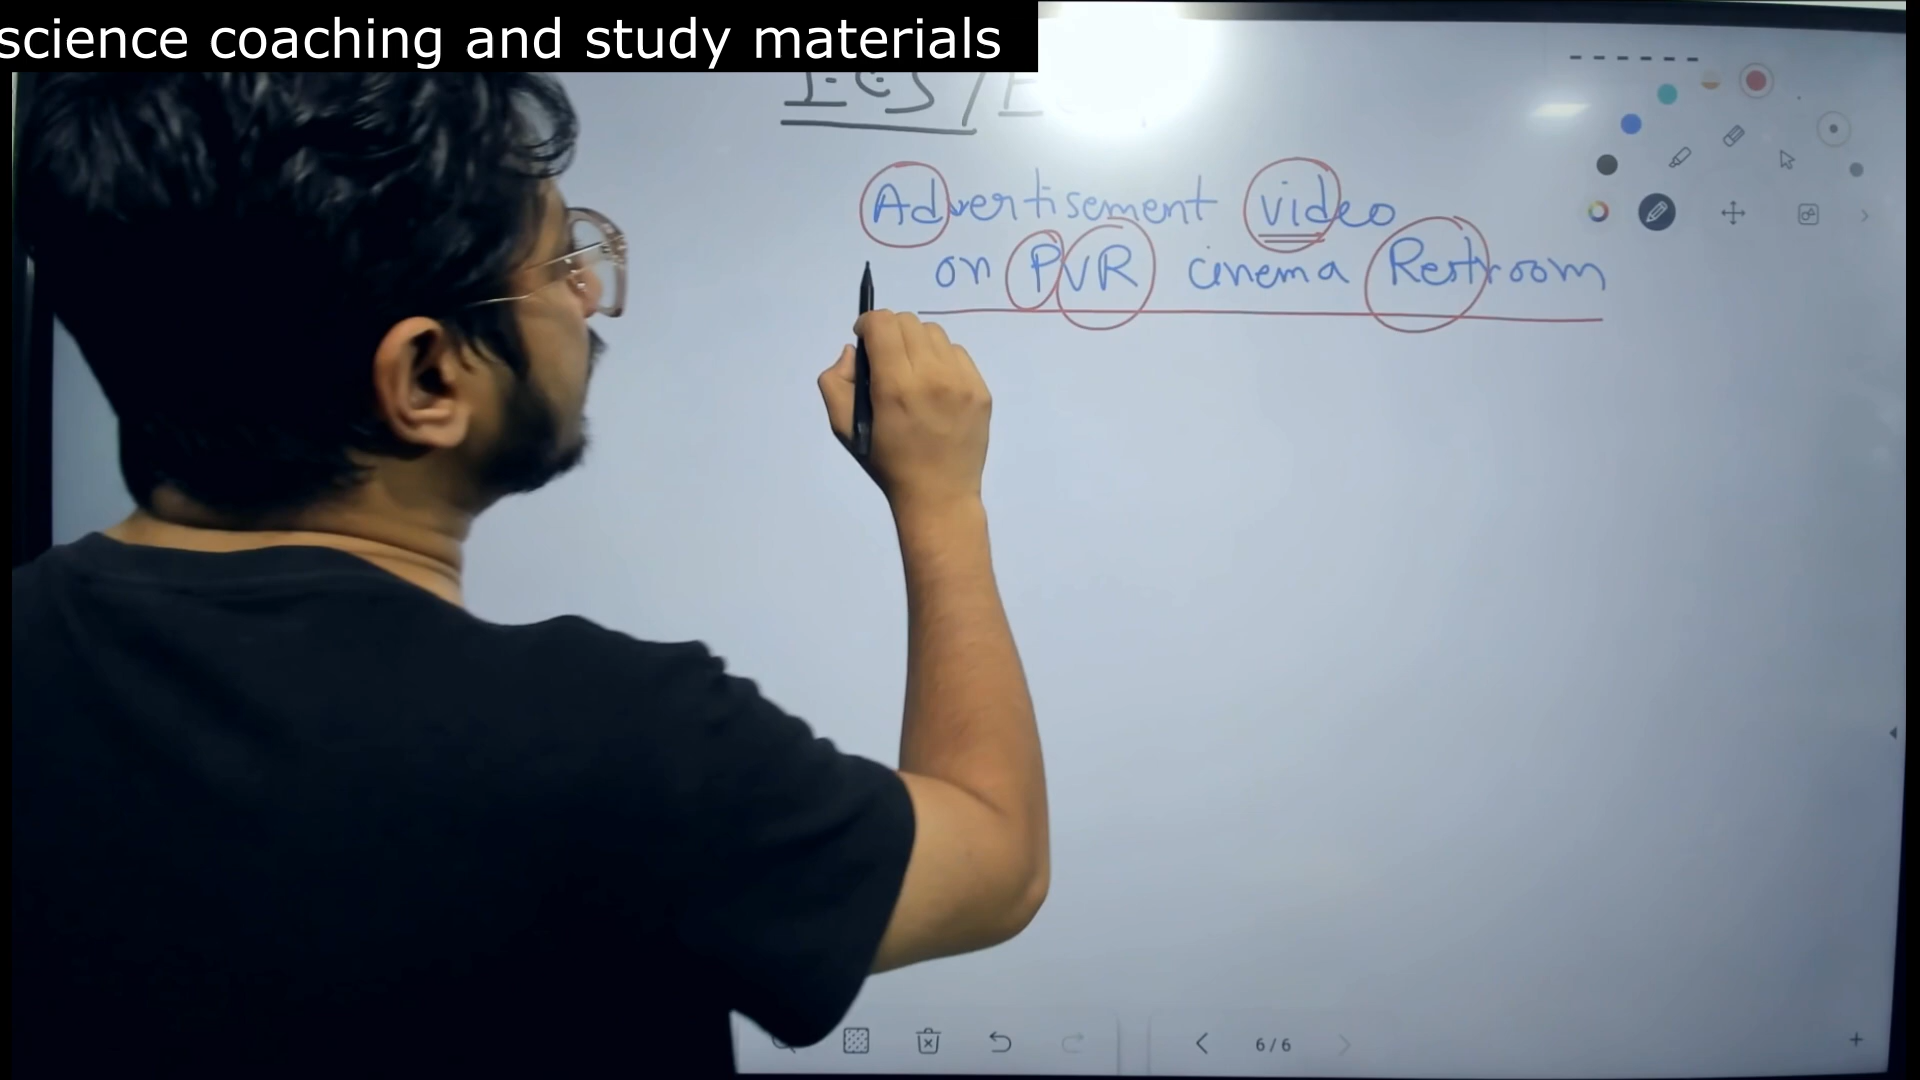 science coaching and study materials
Advertisement video
on PVR cinema Restroom
6/6